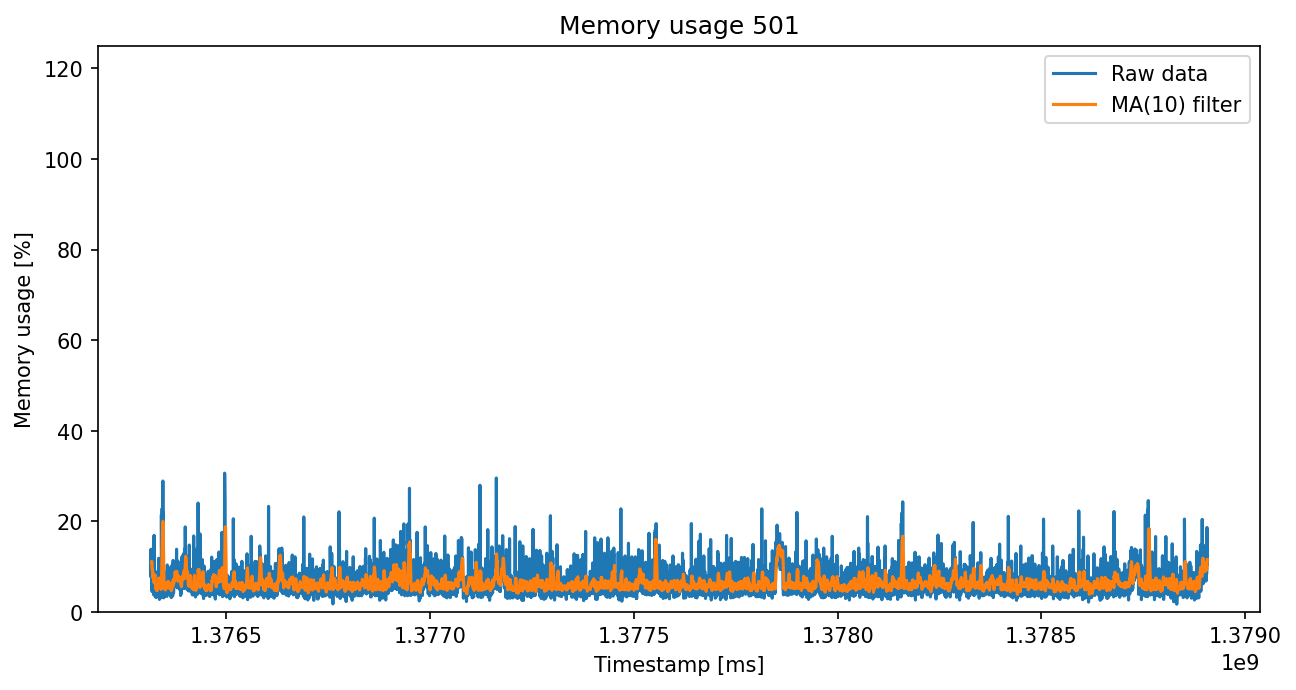 Memory usage 501
Raw data
MA(10) filter
Memory usage [%]
120
100
80
60
40
20
0
1.3765 1.3770 1.3775 1.3780 1.3785 1.3790
1e9
Timestamp [ms]